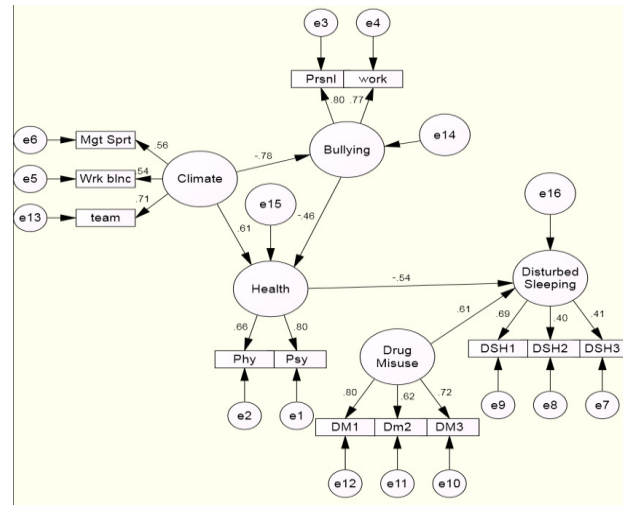 e3
e4
Prsnl
work
.80
.77
e6
Mgt Sprt
.56
e14
Bullying
-.78
e5
Wrk blnc
.54
Climate
e13
team
.71
e15
e16
.61
-.46
Health
-.54
Disturbed
Sleeping
.66
.80
.61
.69
.40
.41
Phy
Psy
Drug
Misuse
DSH1
DSH2
DSH3
.80
.62
.72
e2
e1
e9
e8
e7
DM1
Dm2
DM3
e12
e11
e10